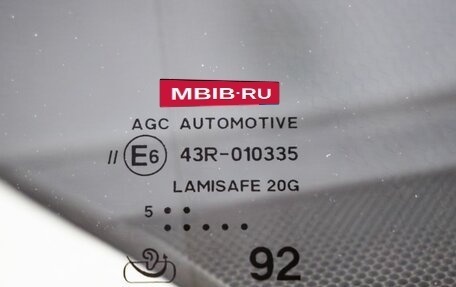 MBIB·RU
AGC AUTOMOTIVE
// E6 43R-010335
LAMISAFE 20G
5 • •
• • • • •
92